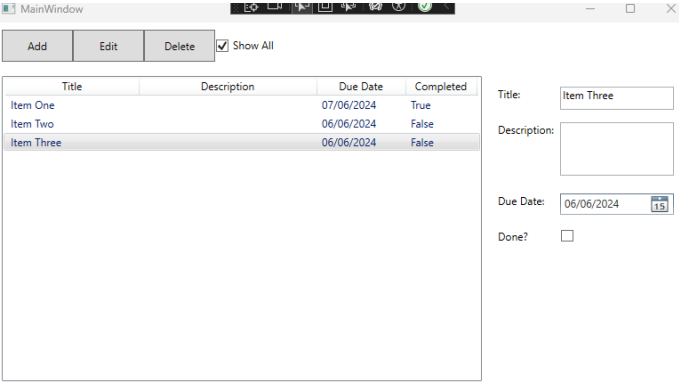 MainWindow
Add Edit Delete Show All
Title Description Due Date Completed
Item One 07/06/2024 True
Item Two 06/06/2024 False
Item Three 06/06/2024 False
Title: Item Three
Description:
Due Date: 06/06/2024 15
Done?